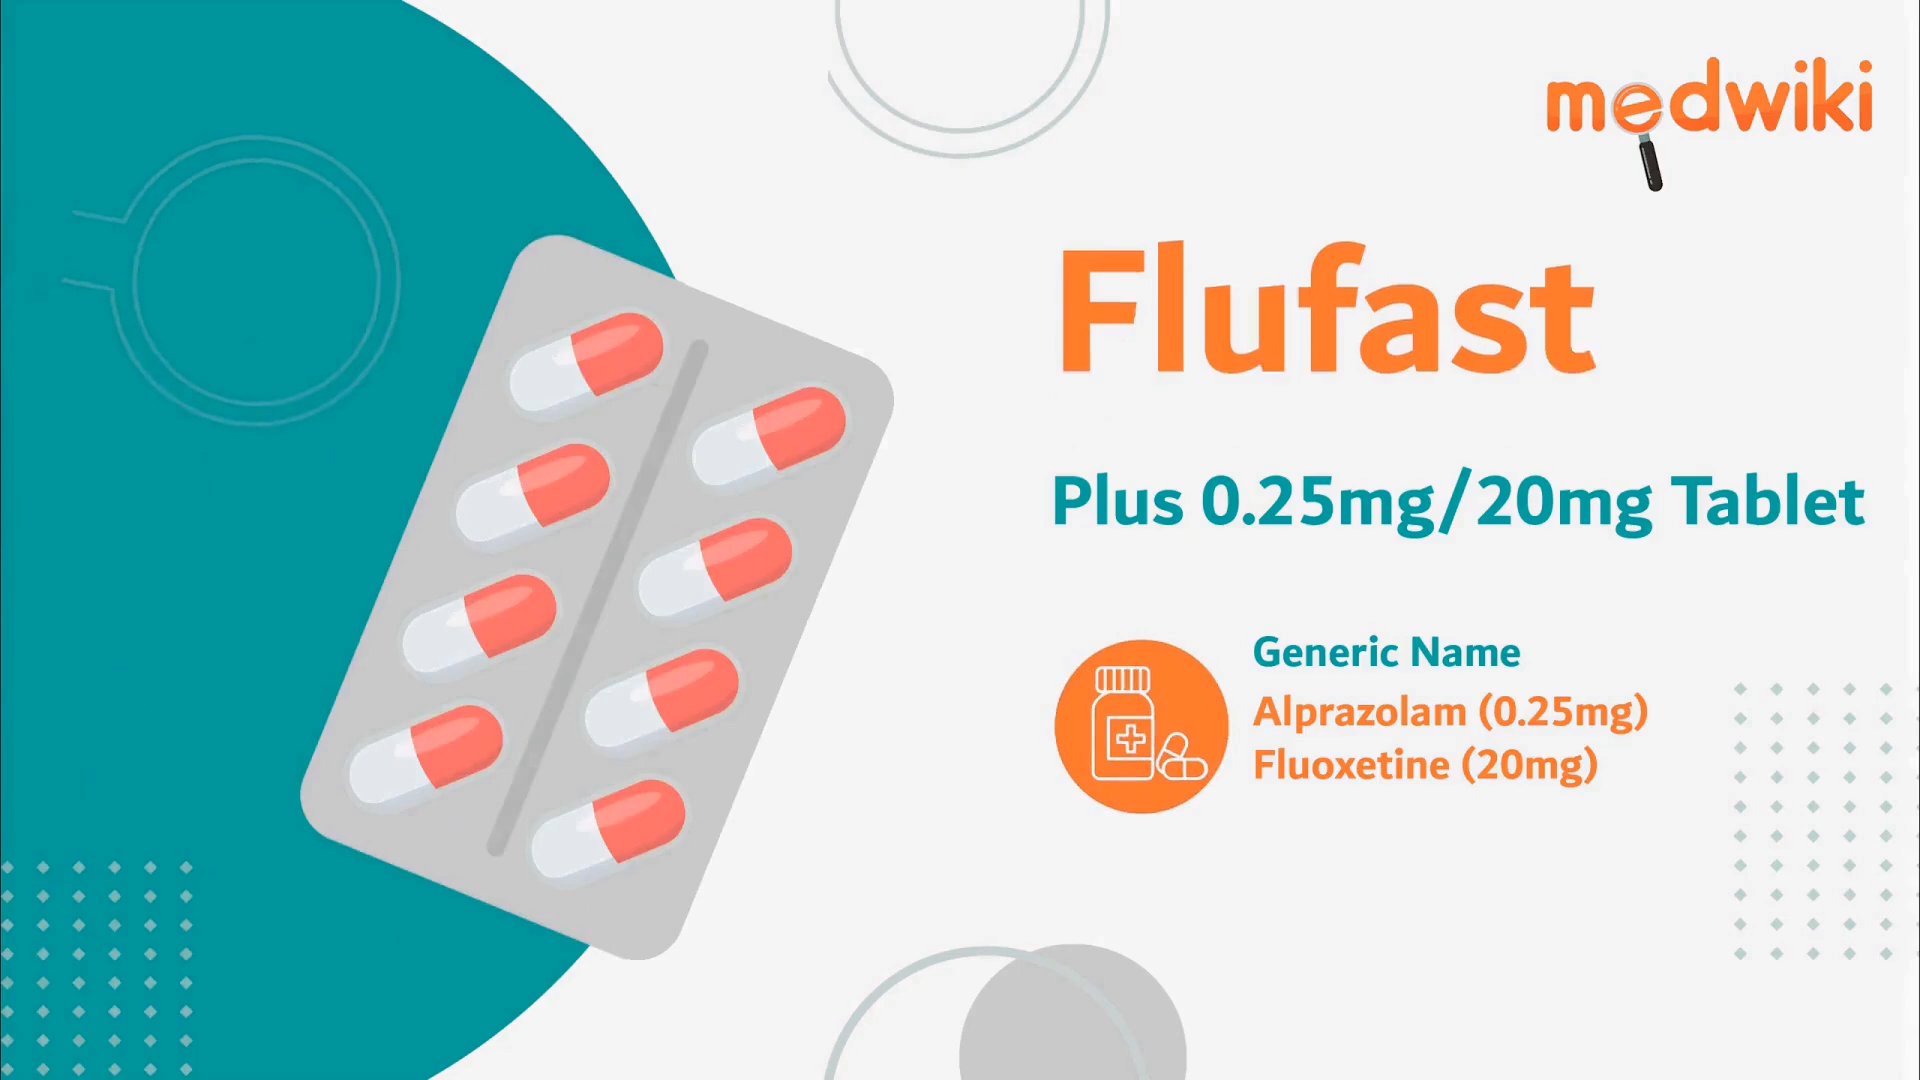 medwiki
Flufast
Plus 0.25mg/20mg Tablet
Generic Name
Alprazolam (0.25mg)
Fluoxetine (20mg)